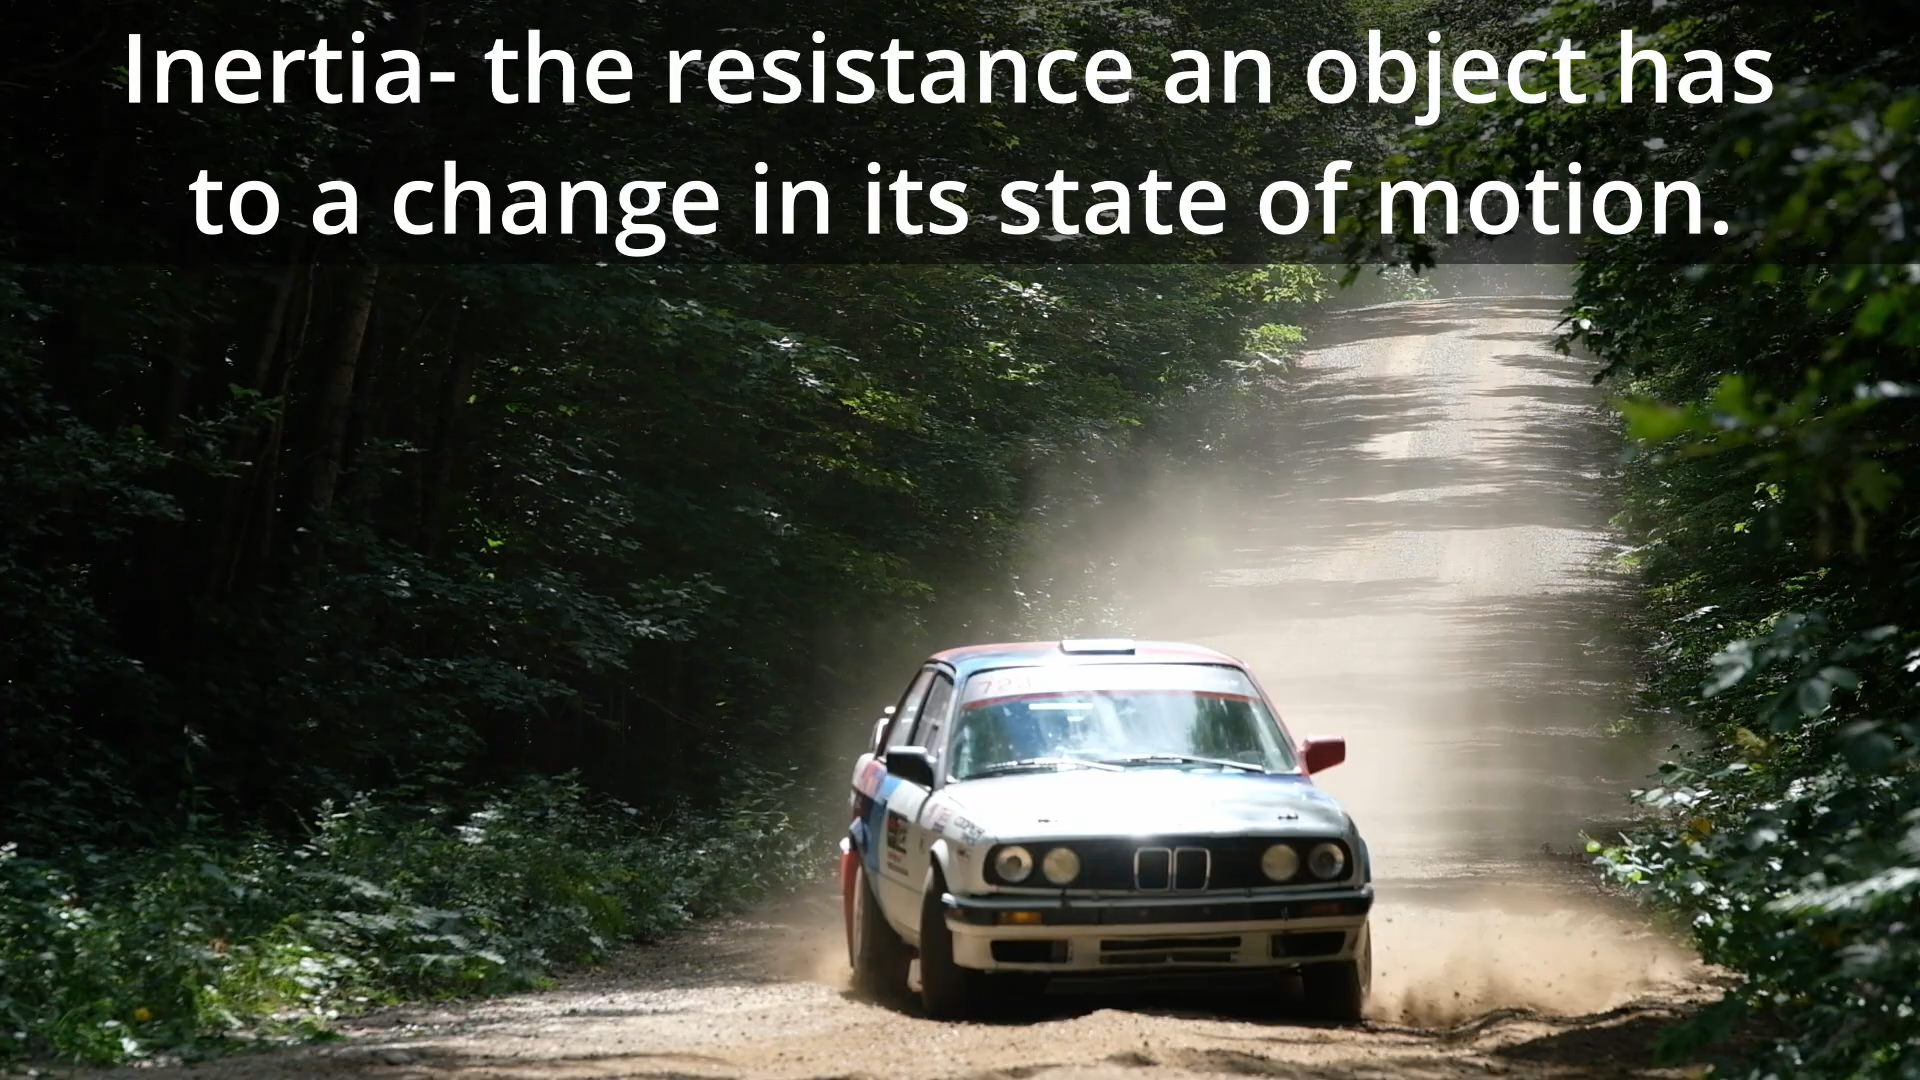 Inertia- the resistance an object has
to a change in its state of motion.